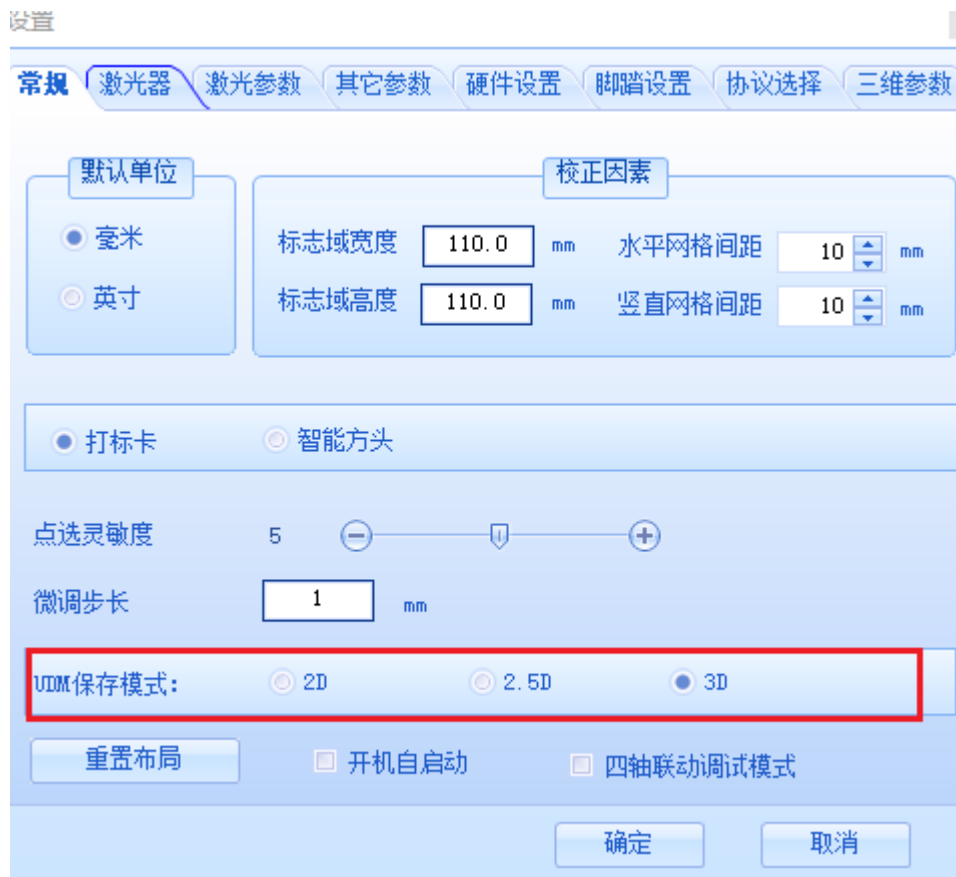 设置
常规 激光器 激光参数 其它参数 硬件设置 脚踏设置 协议选择 三维参数
默认单位 校正因素
毫米 标志域宽度 110.0 mm 水平网格间距 10 mm
英寸 标志域高度 110.0 mm 竖直网格间距 10 mm
打标卡 智能方头
点选灵敏度 5
微调步长 1 mm
UDM保存模式: 2D 2.5D 3D
重置布局 开机自启动 四轴联动调试模式
确定 取消